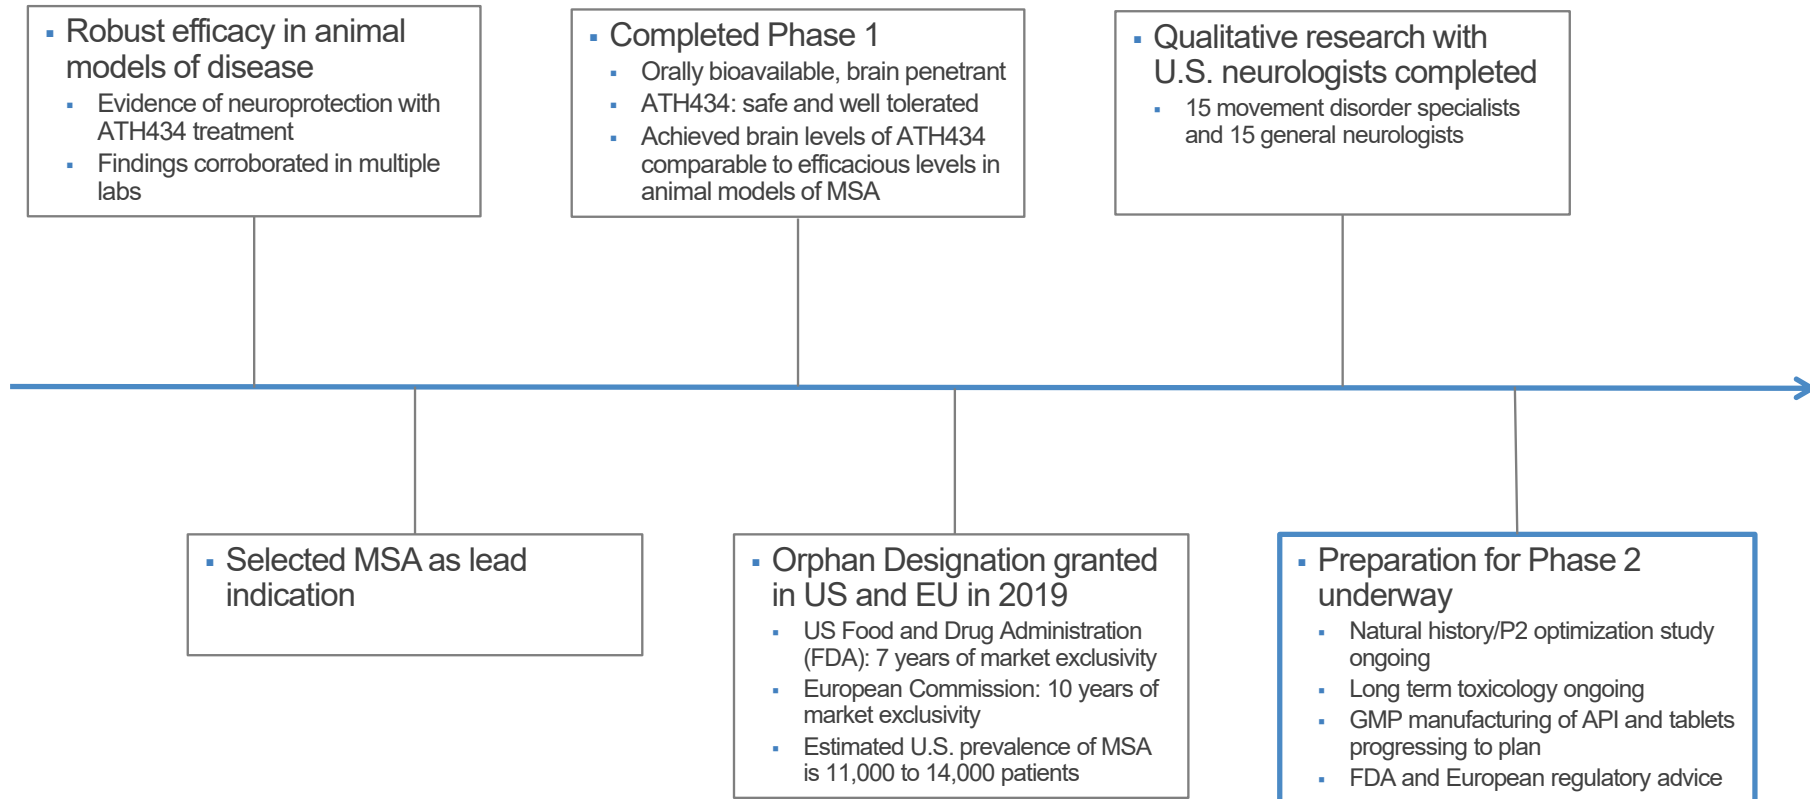 ▪ Robust efficacy in animal
models of disease
▪ Evidence of neuroprotection with
ATH434 treatment
▪ Findings corroborated in multiple
labs
▪ Selected MSA as lead
indication
▪ Completed Phase 1
▪ Orally bioavailable, brain penetrant
▪ ATH434: safe and well tolerated
▪ Achieved brain levels of ATH434
comparable to efficacious levels in
animal models of MSA
▪ Orphan Designation granted
in US and EU in 2019
▪ US Food and Drug Administration
(FDA): 7 years of market exclusivity
▪ European Commission: 10 years of
market exclusivity
▪ Estimated U.S. prevalence of MSA
is 11,000 to 14,000 patients
▪ Qualitative research with
U.S. neurologists completed
▪ 15 movement disorder specialists
and 15 general neurologists
▪ Preparation for Phase 2
underway
▪ Natural history/P2 optimization study
ongoing
▪ Long term toxicology ongoing
▪ GMP manufacturing of API and tablets
progressing to plan
▪ FDA and European regulatory advice